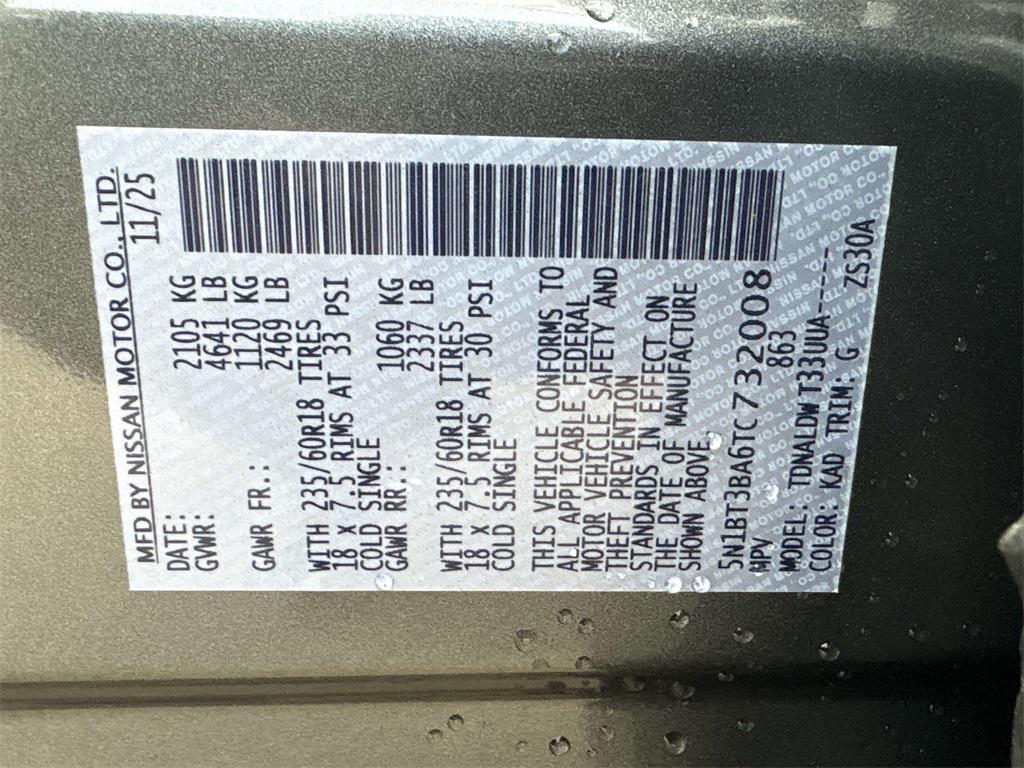 MFD BY NISSAN MOTOR CO., LTD.
DATE: 11/25
GVWR: 2105 KG
4641 LB
GAWR FR.: 1120 KG
2469 LB
WITH 235/60R18 TIRES
18 X 7.5 RIMS AT 33 PSI
COLD SINGLE
GAWR RR.: 1060 KG
2337 LB
WITH 235/60R18 TIRES
18 X 7.5 RIMS AT 30 PSI
COLD SINGLE
THIS VEHICLE CONFORMS TO
ALL APPLICABLE FEDERAL
MOTOR VEHICLE SAFETY AND
THEFT PREVENTION
STANDARDS IN EFFECT ON
THE DATE OF MANUFACTURE
SHOWN ABOVE.
5N1BT3BA6TC732008
MPV 863
MODEL: TDNALDW T33UUA-----
COLOR: KAD TRIM: G ZS30A